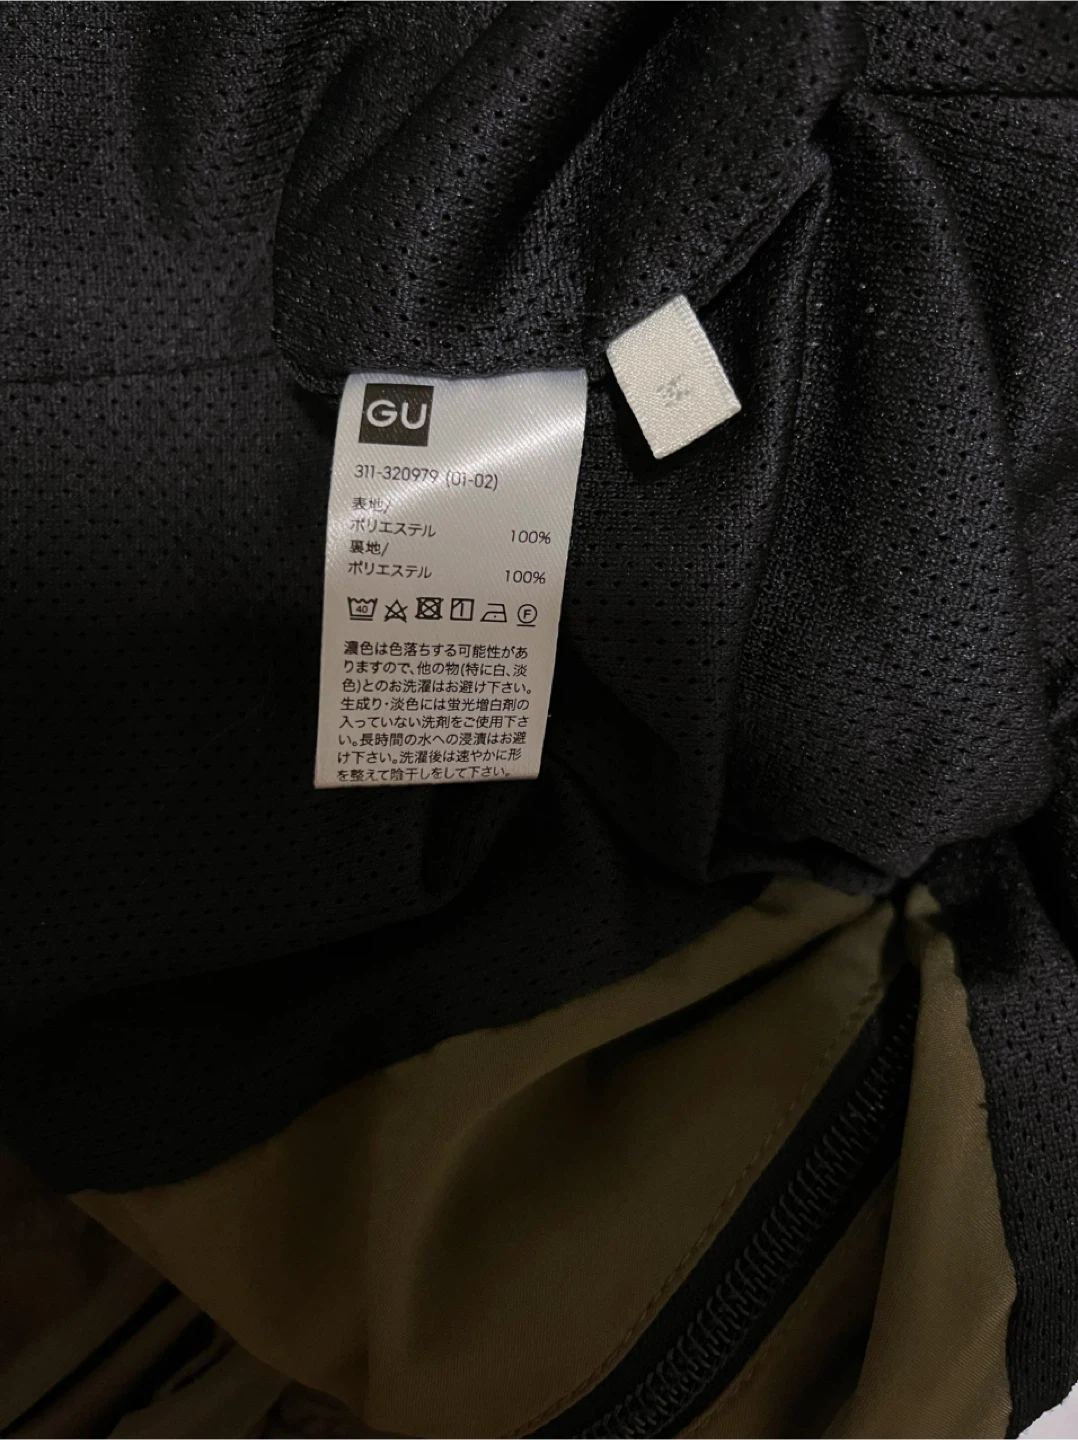 GU
311-320979 (01-02)
表地/
ポリエステル 100%
裏地/
ポリエステル 100%
40 F
濃色は色落ちする可能性があ
りますので、他の物(特に白、淡
色)とのお洗濯はお避け下さい。
生成り・淡色には蛍光増白剤の
入っていない洗剤をご使用下さ
い。長時間の水への浸漬はお避
け下さい。洗濯後は速やかに形
を整えて陰干しをして下さい。